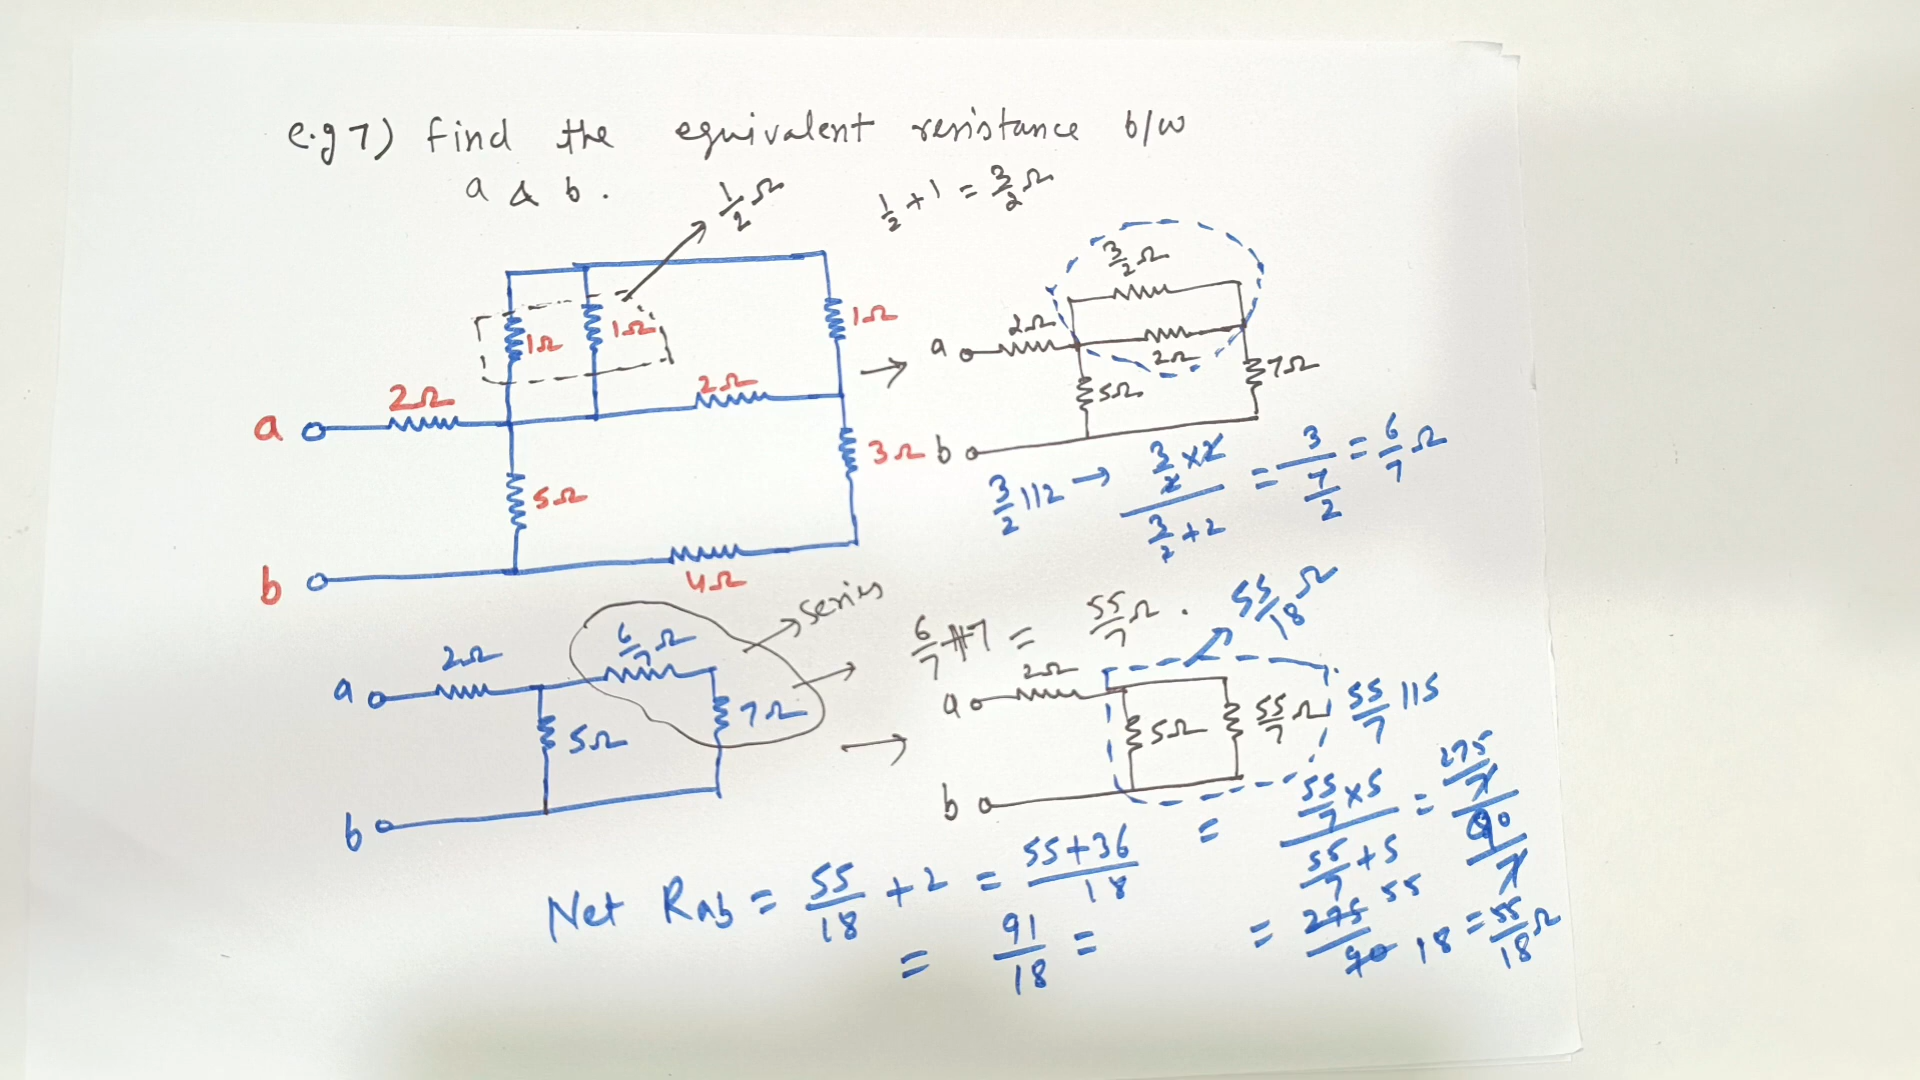 e.g 7) find the equivalent resistance b/w
a & b.
1/2 Ω
1/2 + 1 = 3/2 Ω
1Ω
1Ω
1Ω
2Ω
2Ω
a
3Ω
5Ω
b
4Ω
3/2 Ω
2Ω
a
2Ω
5Ω
7Ω
b
3/2 || 2 → (3/2 × 2)/(3/2 + 2) = 3/(7/2) = 6/7 Ω
series
2Ω
6/7 Ω
a
5Ω
7Ω
b
6/7 + 7 = 55/7 Ω.
55/18 Ω
2Ω
a
5Ω
55/7 Ω
b
55/7 || 5
= (55/7 × 5)/(55/7 + 5) = (275/7)/(90/7)
= 275/90 55 18 = 55/18 Ω
Net Rab = 55/18 + 2 = (55+36)/18
= 91/18 =